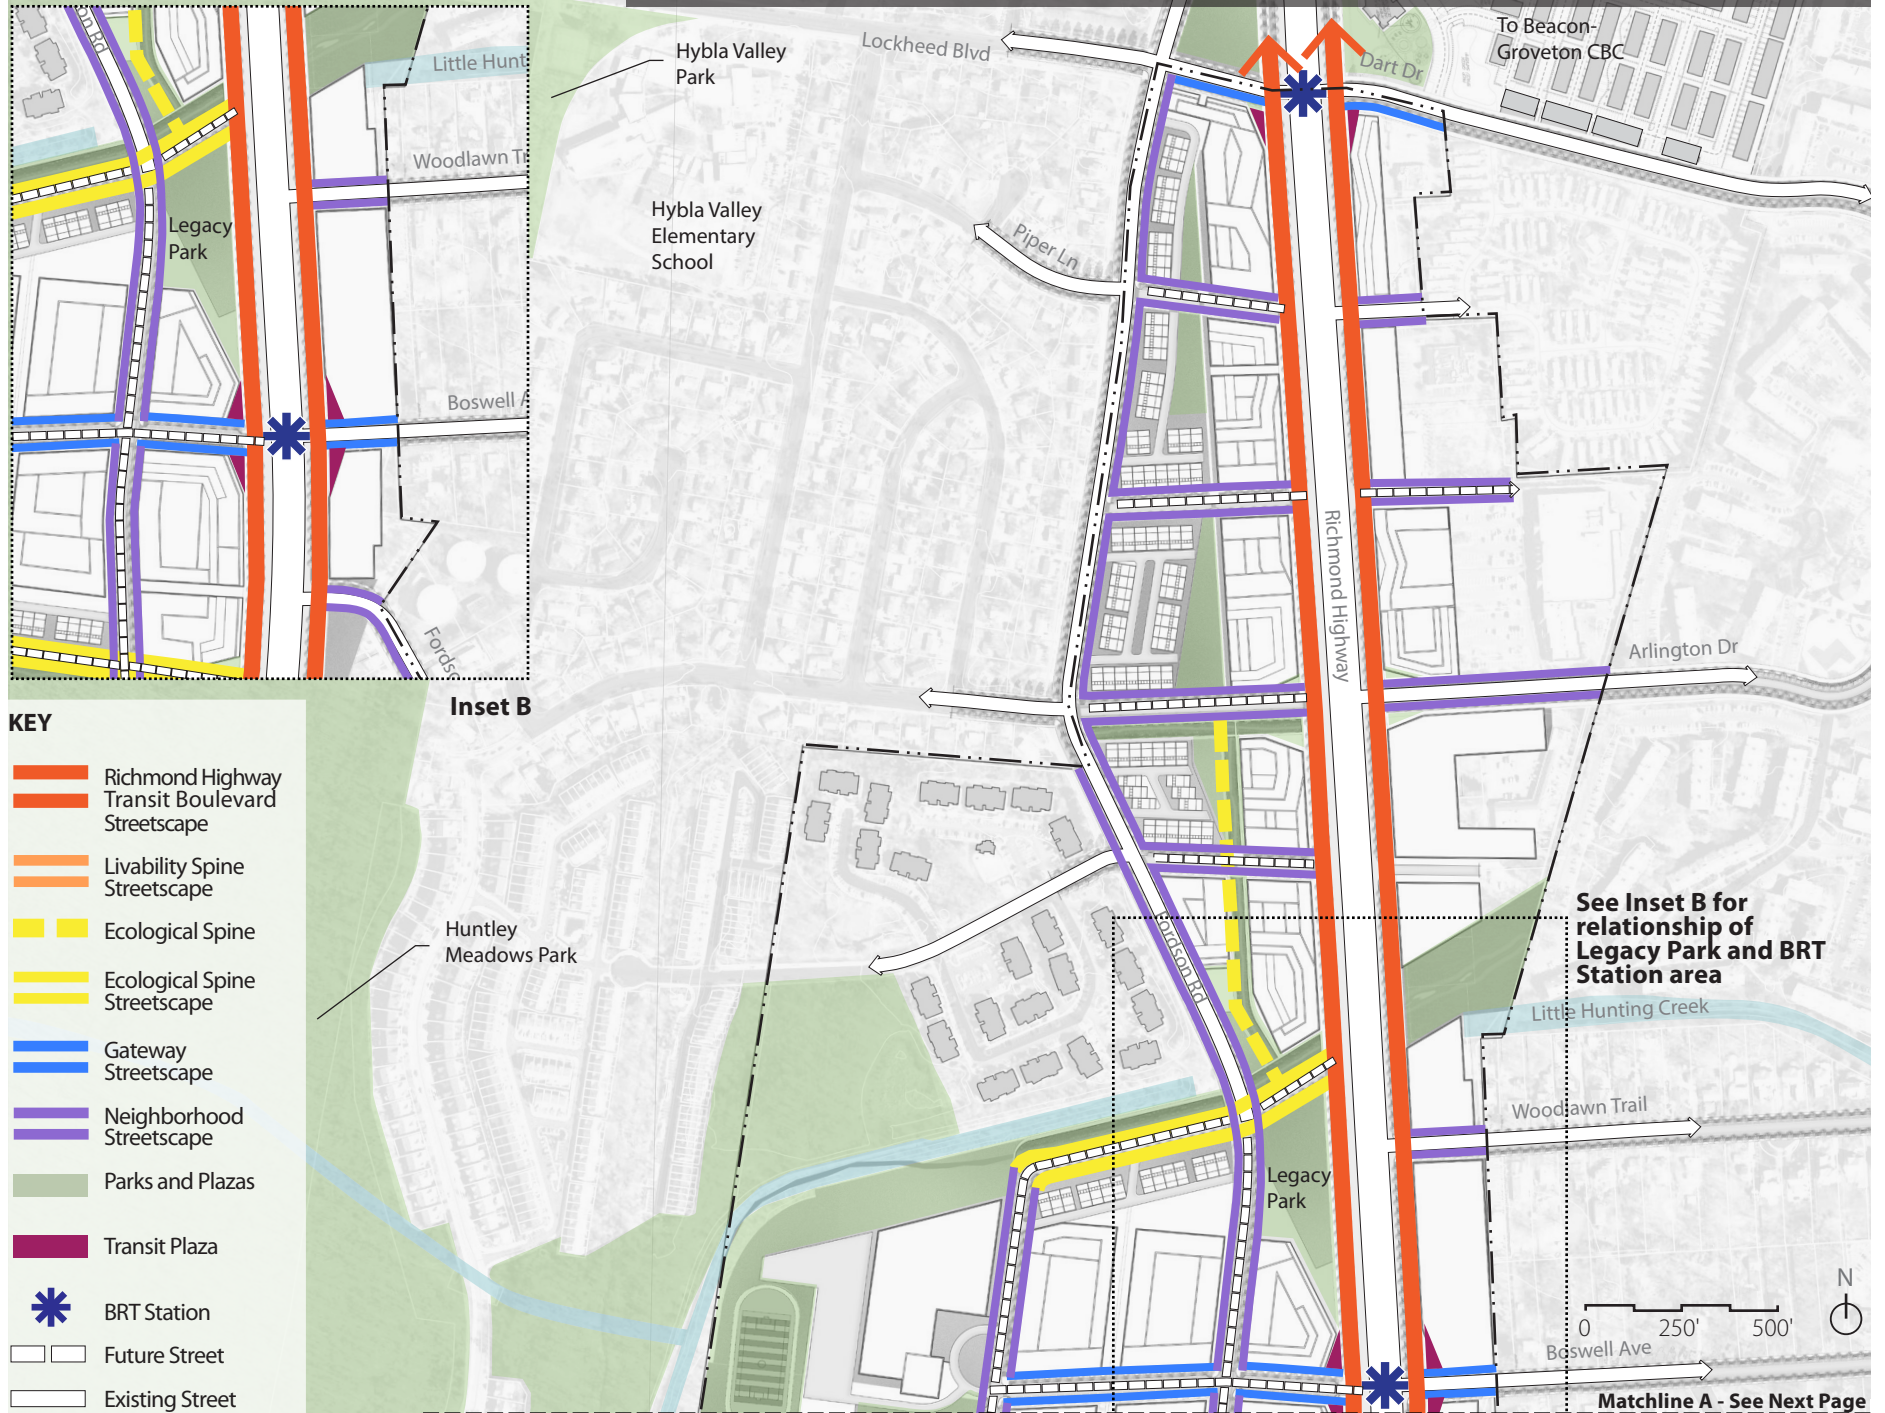 on Rd
Little Hunt
Woodlawn Tr
Legacy
Park
Boswell A
Fordso
Inset B
Hybla Valley
Park
Lockheed Blvd
To Beacon-
Groveton CBC
Dart Dr
Hybla Valley
Elementary
School
Piper Ln
Richmond Highway
Arlington Dr
KEY
Richmond Highway
Transit Boulevard
Streetscape
Livability Spine
Streetscape
Ecological Spine
Ecological Spine
Streetscape
Gateway
Streetscape
Neighborhood
Streetscape
Parks and Plazas
Transit Plaza
BRT Station
Future Street
Existing Street
Huntley
Meadows Park
Fordson Rd
See Inset B for
relationship of
Legacy Park and BRT
Station area
Little Hunting Creek
Woodlawn Trail
Legacy
Park
N
0 250' 500'
Boswell Ave
Matchline A - See Next Page